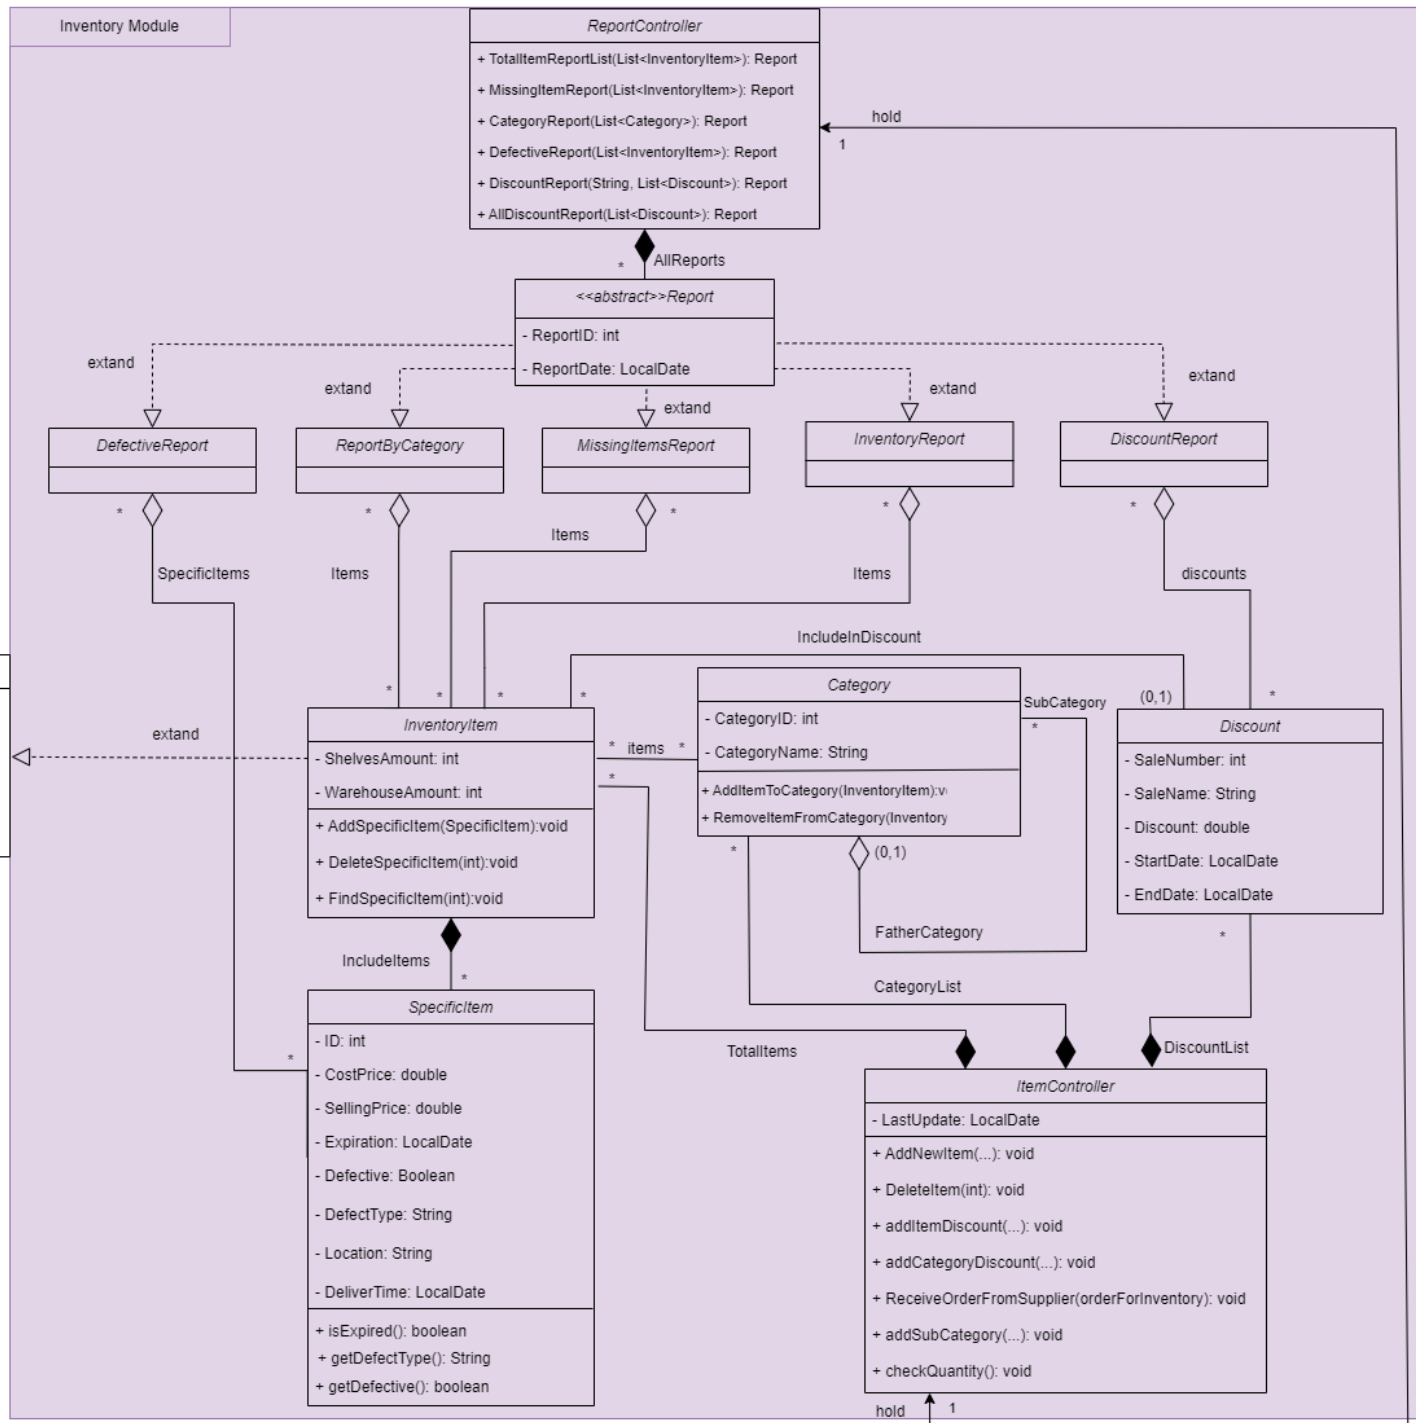 Inventory Module
ReportController
+ TotalItemReportList(List<InventoryItem>): Report
+ MissingItemReport(List<InventoryItem>): Report
+ CategoryReport(List<Category>): Report
+ DefectiveReport(List<InventoryItem>): Report
+ DiscountReport(String, List<Discount>): Report
+ AllDiscountReport(List<Discount>): Report
hold
1
AllReports
*
<<abstract>>Report
- ReportID: int
- ReportDate: LocalDate
extand
extand
extand
extand
extand
DefectiveReport
ReportByCategory
MissingItemsReport
InventoryReport
DiscountReport
*
*
*
*
*
SpecificItems
Items
Items
Items
discounts
IncludeInDiscount
*
*
*
*
(0,1)
*
extand
InventoryItem
- ShelvesAmount: int
- WarehouseAmount: int
+ AddSpecificItem(SpecificItem):void
+ DeleteSpecificItem(int):void
+ FindSpecificItem(int):void
* items *
*
Category
- CategoryID: int
- CategoryName: String
+ AddItemToCategory(InventoryItem):v
+ RemoveItemFromCategory(Inventory
SubCategory
*
*
(0,1)
FatherCategory
Discount
- SaleNumber: int
- SaleName: String
- Discount: double
- StartDate: LocalDate
- EndDate: LocalDate
*
IncludeItems
*
CategoryList
TotalItems
DiscountList
*
SpecificItem
- ID: int
- CostPrice: double
- SellingPrice: double
- Expiration: LocalDate
- Defective: Boolean
- DefectType: String
- Location: String
- DeliverTime: LocalDate
+ isExpired(): boolean
+ getDefectType(): String
+ getDefective(): boolean
ItemController
- LastUpdate: LocalDate
+ AddNewItem(...): void
+ DeleteItem(int): void
+ addItemDiscount(...): void
+ addCategoryDiscount(...): void
+ ReceiveOrderFromSupplier(orderForInventory): void
+ addSubCategory(...): void
+ checkQuantity(): void
hold
1